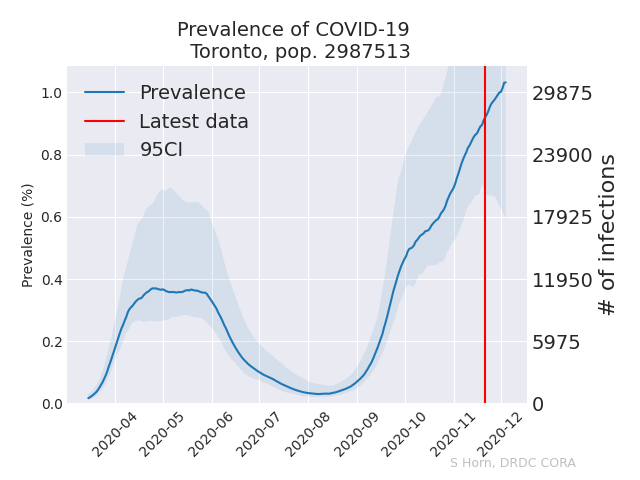 Prevalence of COVID-19
Toronto, pop. 2987513
Prevalence
Latest data
95CI
Prevalence (%)
1.0
0.8
0.6
0.4
0.2
0.0
29875
23900
17925
11950
5975
0
# of infections
2020-04
2020-05
2020-06
2020-07
2020-08
2020-09
2020-10
2020-11
2020-12
S Horn, DRDC CORA